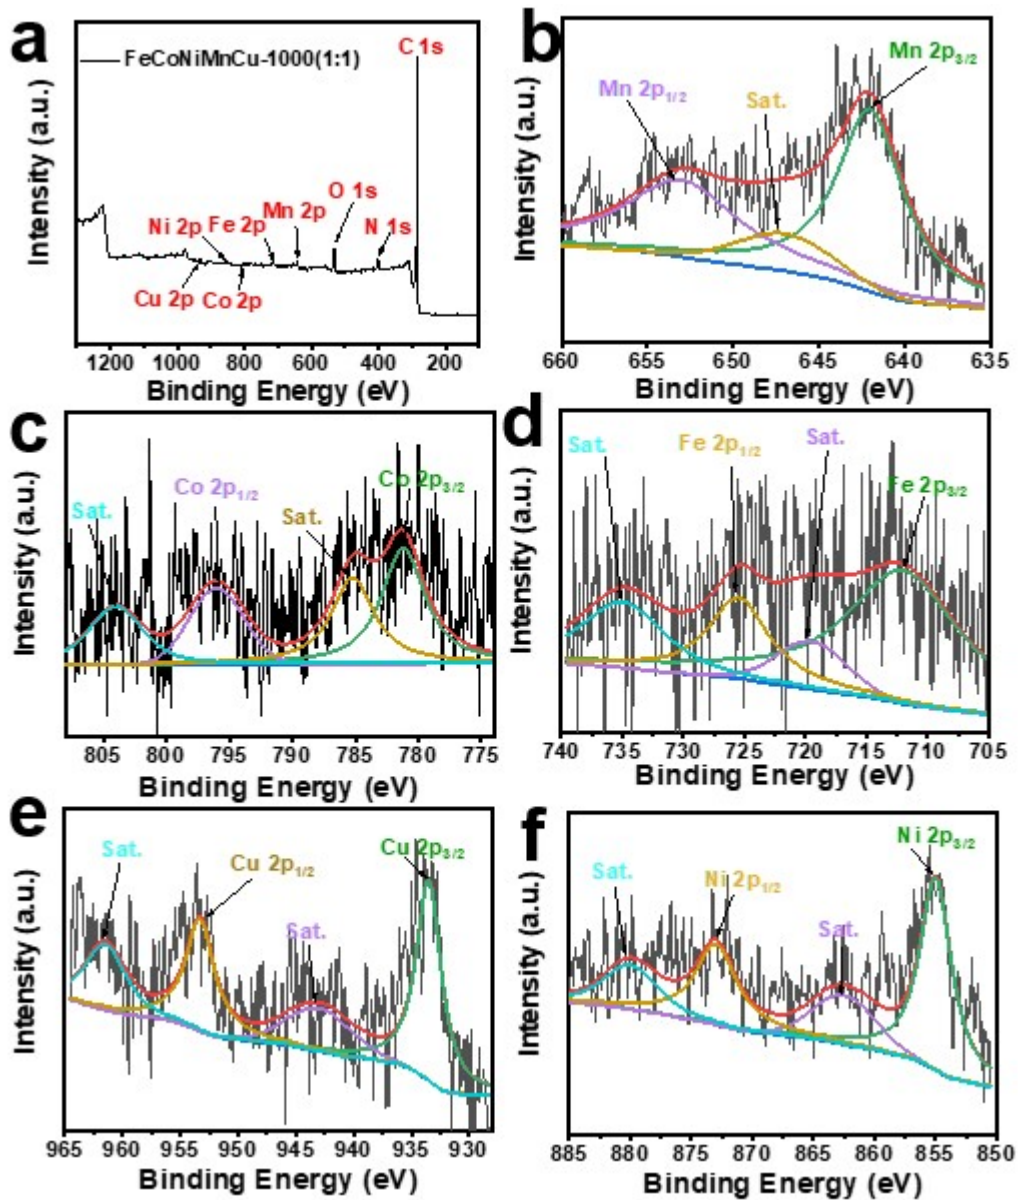 a
FeCoNiMnCu-1000(1:1)
C 1s
O 1s
Ni 2p Fe 2p Mn 2p N 1s
Cu 2p Co 2p
Intensity (a.u.)
1200 1000 800 600 400 200
Binding Energy (eV)
b
Mn 2p3/2
Mn 2p1/2
Sat.
Intensity (a.u.)
660 655 650 645 640 635
Binding Energy (eV)
c
Co 2p3/2
Co 2p1/2
Sat.
Sat.
Intensity (a.u.)
805 800 795 790 785 780 775
Binding Energy (eV)
d
Sat. Fe 2p1/2 Sat.
Fe 2p3/2
Intensity (a.u.)
740 735 730 725 720 715 710 705
Binding Energy (eV)
e
Sat.
Cu 2p1/2
Cu 2p3/2
Sat.
Intensity (a.u.)
965 960 955 950 945 940 935 930
Binding Energy (eV)
f
Ni 2p3/2
Sat.
Ni 2p1/2
Sat.
Intensity (a.u.)
885 880 875 870 865 860 855 850
Binding Energy (eV)